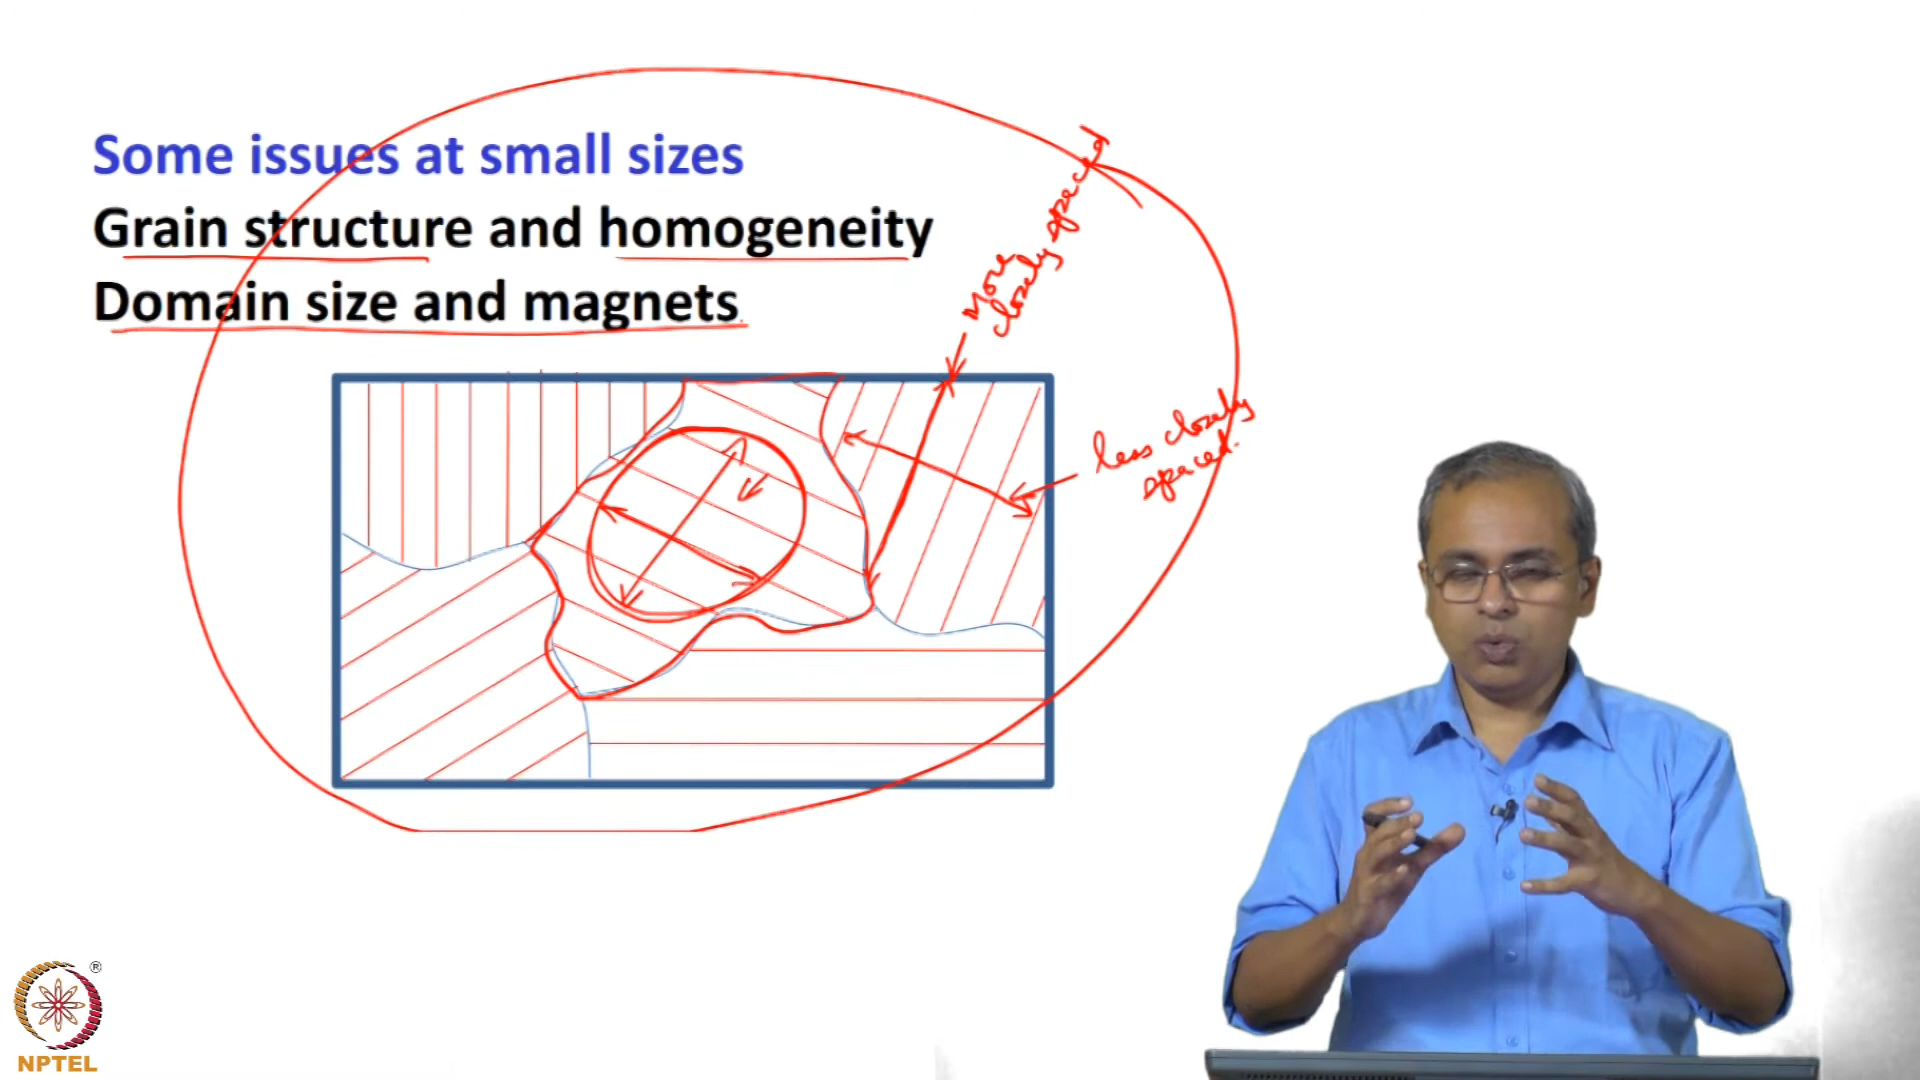 Some issues at small sizes
Grain structure and homogeneity
Domain size and magnets
More
closely spaced
less closely
spaced.
®
NPTEL